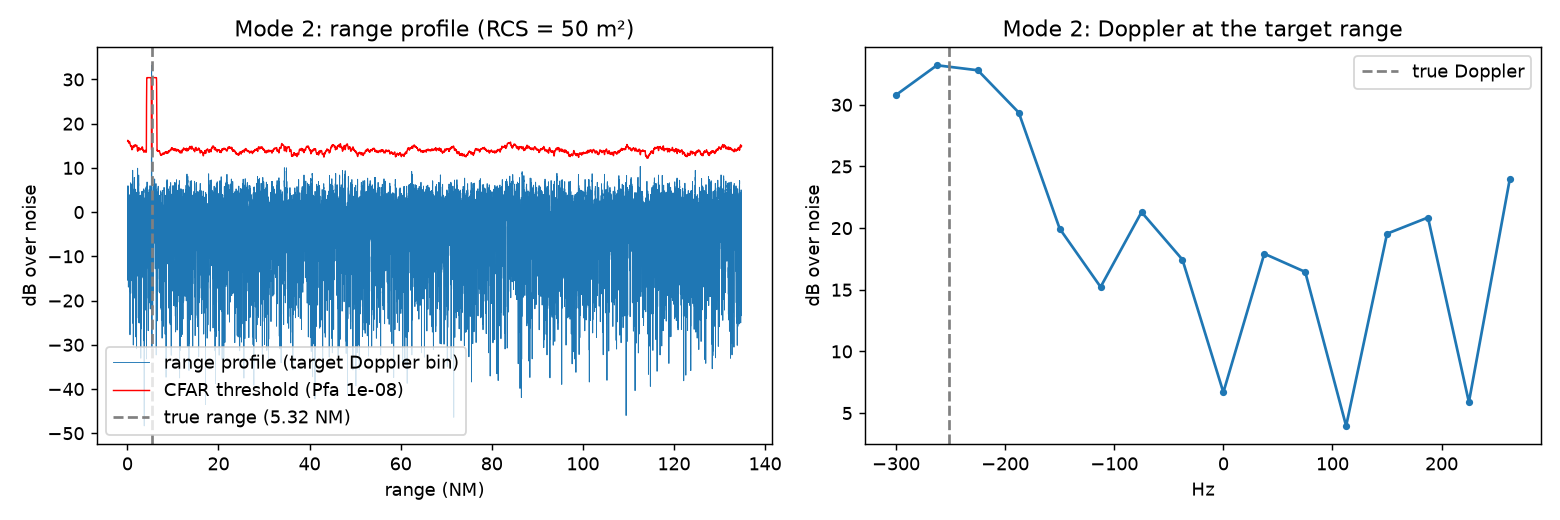 Mode 2: range profile (RCS = 50 m²)
dB over noise
30
20
10
0
−10
−20
−30
−40
−50
range profile (target Doppler bin)
CFAR threshold (Pfa 1e-08)
true range (5.32 NM)
0
20
40
60
80
100
120
140
range (NM)
Mode 2: Doppler at the target range
dB over noise
30
25
20
15
10
5
true Doppler
−300
−200
−100
0
100
200
Hz